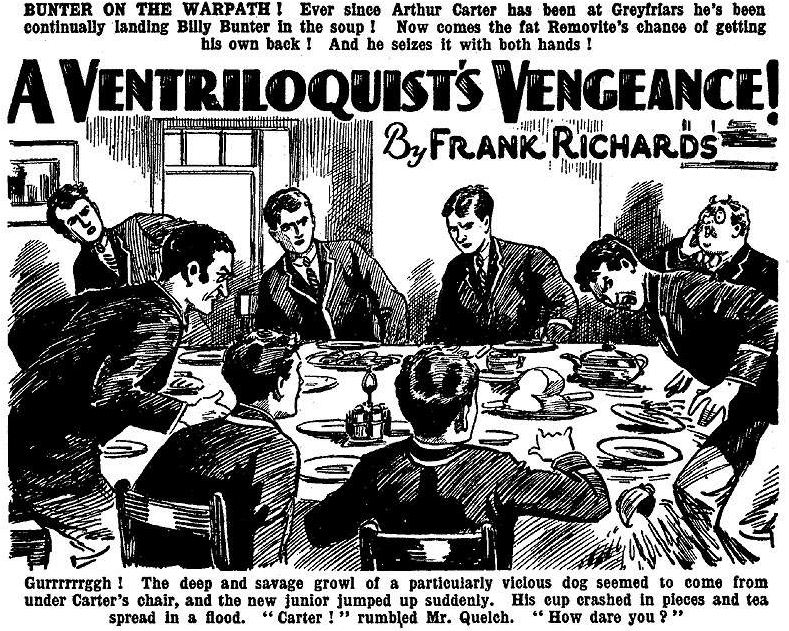 BUNTER ON THE WARPATH! Ever since Arthur Carter has been at Greyfriars he's been
continually landing Billy Bunter in the soup! Now comes the fat Removite's chance of getting
his own back! And he seizes it with both hands!
A VENTRILOQUIST'S VENGEANCE!
By FRANK RICHARDS
Gurrrrrrggh! The deep and savage growl of a particularly vicious dog seemed to come from
under Carter's chair, and the new junior jumped up suddenly. His cup crashed in pieces and tea
spread in a flood. "Carter!" rumbled Mr. Quelch. "How dare you?"